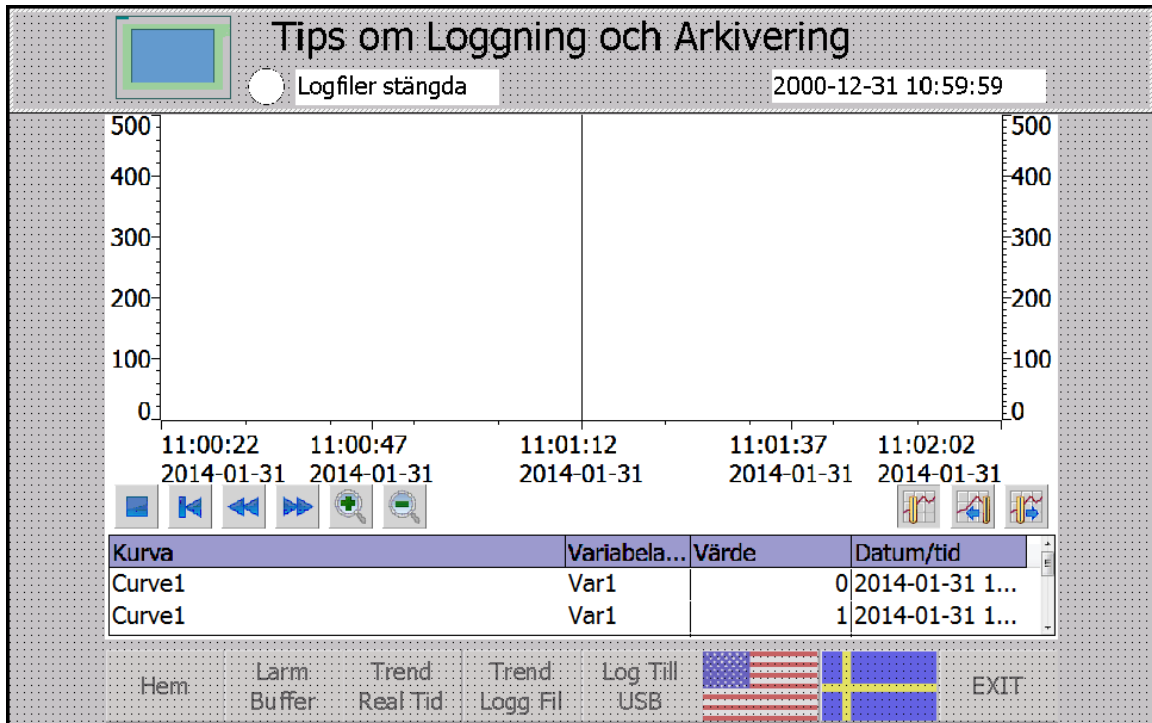 Tips om Loggning och Arkivering
Logfiler stängda
2000-12-31 10:59:59
500 500
400 400
300 300
200 200
100 100
0 0
11:00:22 11:00:47 11:01:12 11:01:37 11:02:02
2014-01-31 2014-01-31 2014-01-31 2014-01-31 2014-01-31
Kurva Variabela... Värde Datum/tid
Curve1 Var1 0 2014-01-31 1...
Curve1 Var1 1 2014-01-31 1...
Hem
Larm
Buffer
Trend
Real Tid
Trend
Logg Fil
Log Till
USB
EXIT